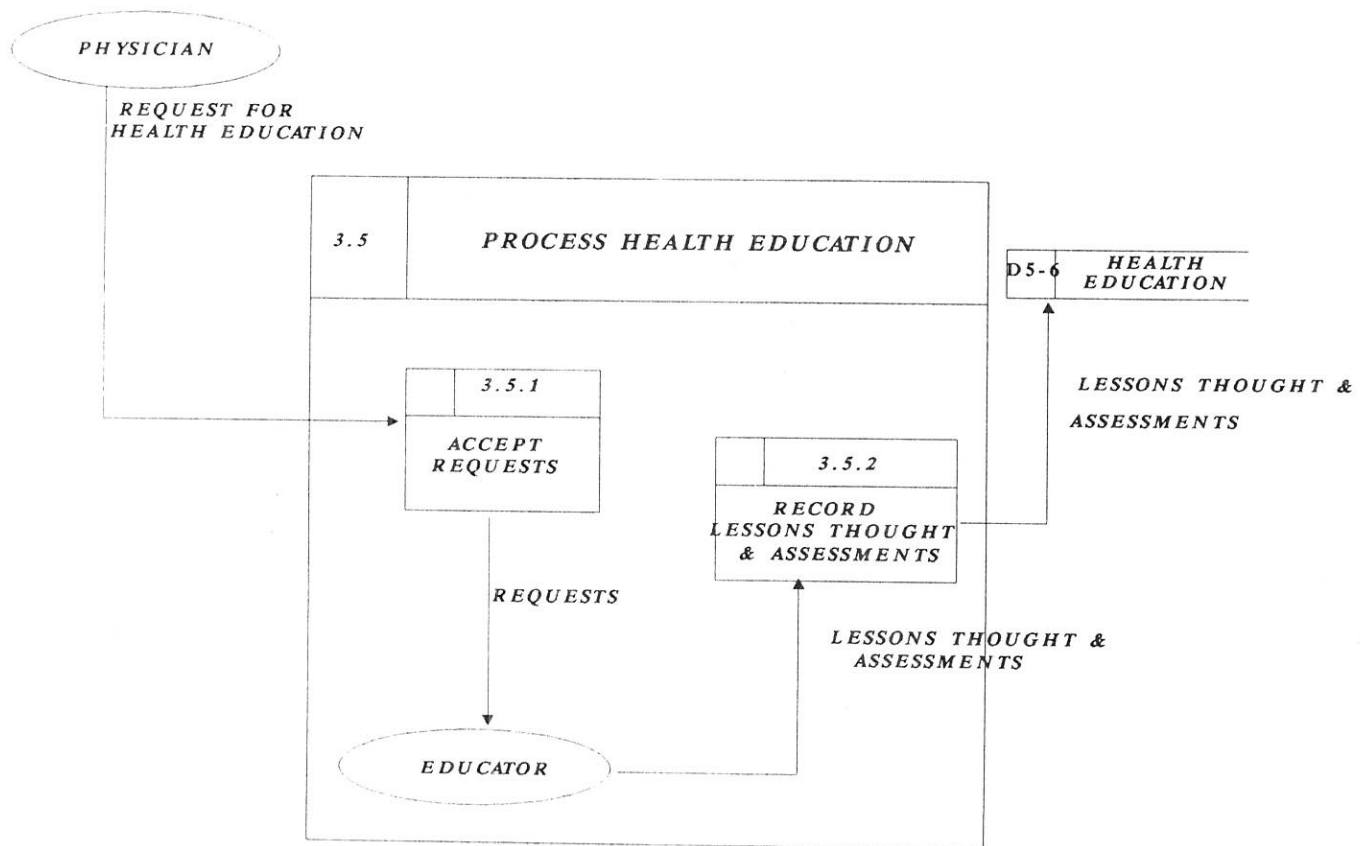 PHYSICIAN
REQUEST FOR
HEALTH EDUCATION
3.5
PROCESS HEALTH EDUCATION
D5-6
HEALTH
EDUCATION
3.5.1
ACCEPT
REQUESTS
LESSONS THOUGHT &
ASSESSMENTS
3.5.2
RECORD
LESSONS THOUGHT
& ASSESSMENTS
REQUESTS
LESSONS THOUGHT &
ASSESSMENTS
EDUCATOR